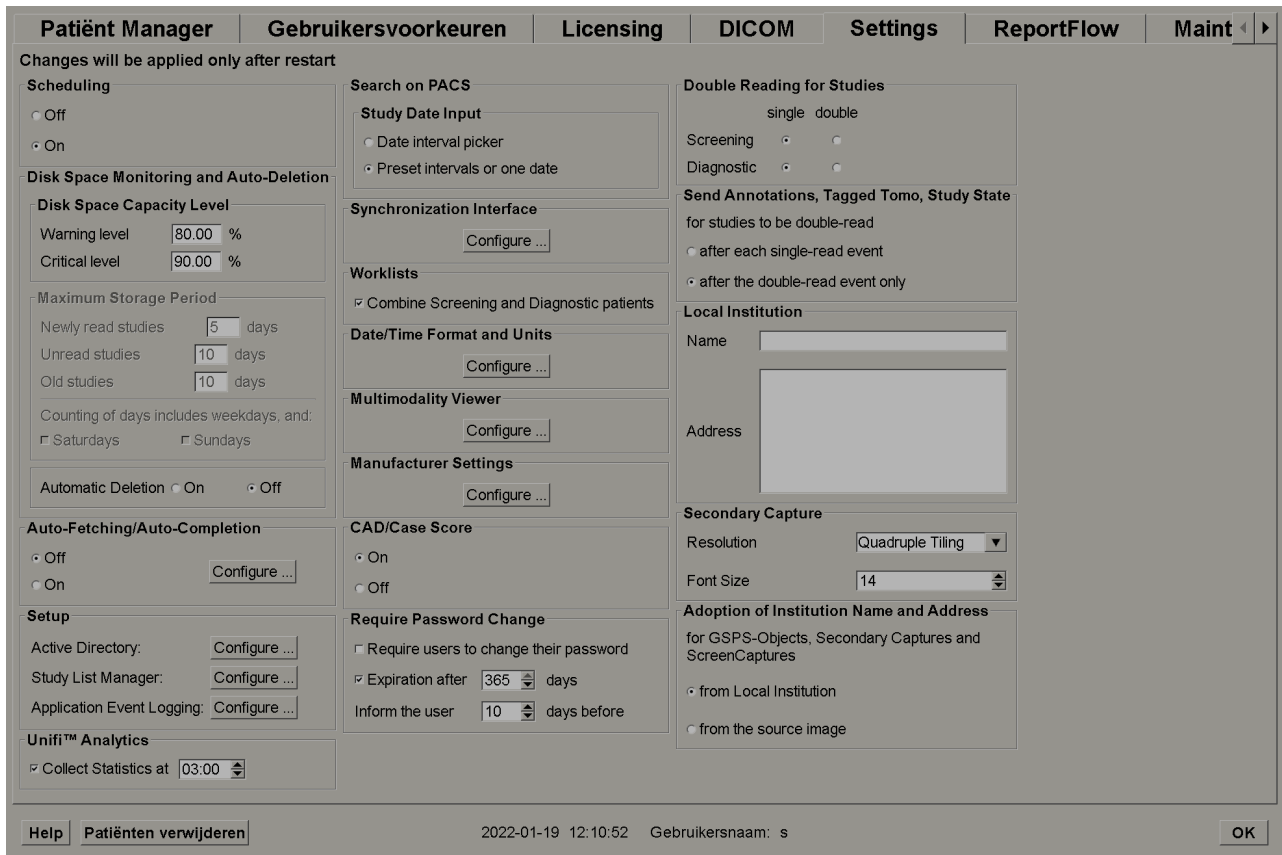 Patiënt Manager Gebruikersvoorkeuren Licensing DICOM Settings ReportFlow Maint
Changes will be applied only after restart
Scheduling
Off
On
Disk Space Monitoring and Auto-Deletion
Disk Space Capacity Level
Warning level 80.00 %
Critical level 90.00 %
Maximum Storage Period
Newly read studies 5 days
Unread studies 10 days
Old studies 10 days
Counting of days includes weekdays, and:
Saturdays Sundays
Automatic Deletion On Off
Auto-Fetching/Auto-Completion
Off
On
Configure ...
Setup
Active Directory: Configure ...
Study List Manager: Configure ...
Application Event Logging: Configure ...
Unifi™ Analytics
Collect Statistics at 03:00
Search on PACS
Study Date Input
Date interval picker
Preset intervals or one date
Synchronization Interface
Configure ...
Worklists
Combine Screening and Diagnostic patients
Date/Time Format and Units
Configure ...
Multimodality Viewer
Configure ...
Manufacturer Settings
Configure ...
CAD/Case Score
On
Off
Require Password Change
Require users to change their password
Expiration after 365 days
Inform the user 10 days before
Double Reading for Studies
single double
Screening
Diagnostic
Send Annotations, Tagged Tomo, Study State
for studies to be double-read
after each single-read event
after the double-read event only
Local Institution
Name
Address
Secondary Capture
Resolution Quadruple Tiling
Font Size 14
Adoption of Institution Name and Address
for GSPS-Objects, Secondary Captures and
ScreenCaptures
from Local Institution
from the source image
Help Patiënten verwijderen 2022-01-19 12:10:52 Gebruikersnaam: s OK